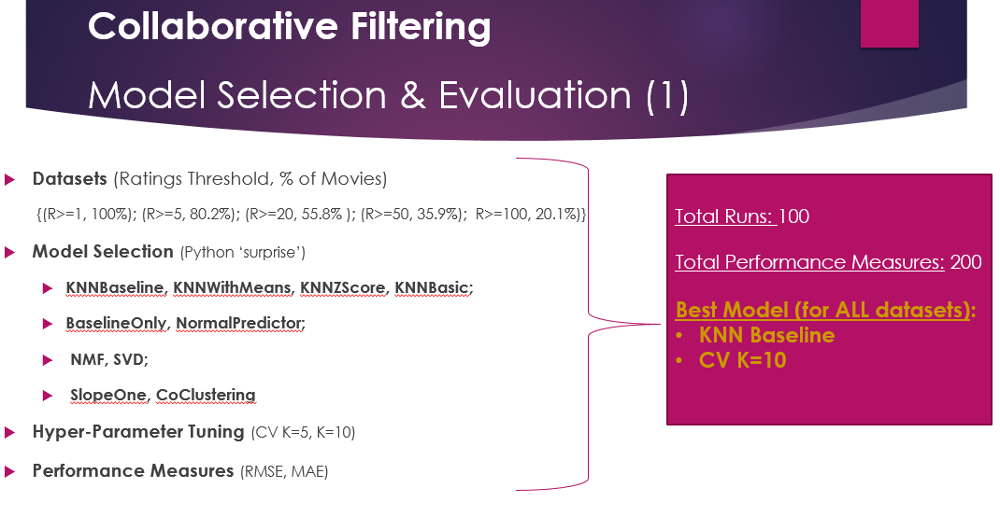 Collaborative Filtering
Model Selection & Evaluation (1)
Datasets (Ratings Threshold, % of Movies)
{(R>=1, 100%); (R>=5, 80.2%); (R>=20, 55.8% ); (R>=50, 35.9%);  R>=100, 20.1%)}
Model Selection (Python ‘surprise’)
KNNBaseline, KNNWithMeans, KNNZScore, KNNBasic;
BaselineOnly, NormalPredictor;
NMF, SVD;
SlopeOne, CoClustering
Hyper-Parameter Tuning (CV K=5, K=10)
Performance Measures (RMSE, MAE)
Total Runs: 100
Total Performance Measures: 200
Best Model (for ALL datasets):
• KNN Baseline
• CV K=10